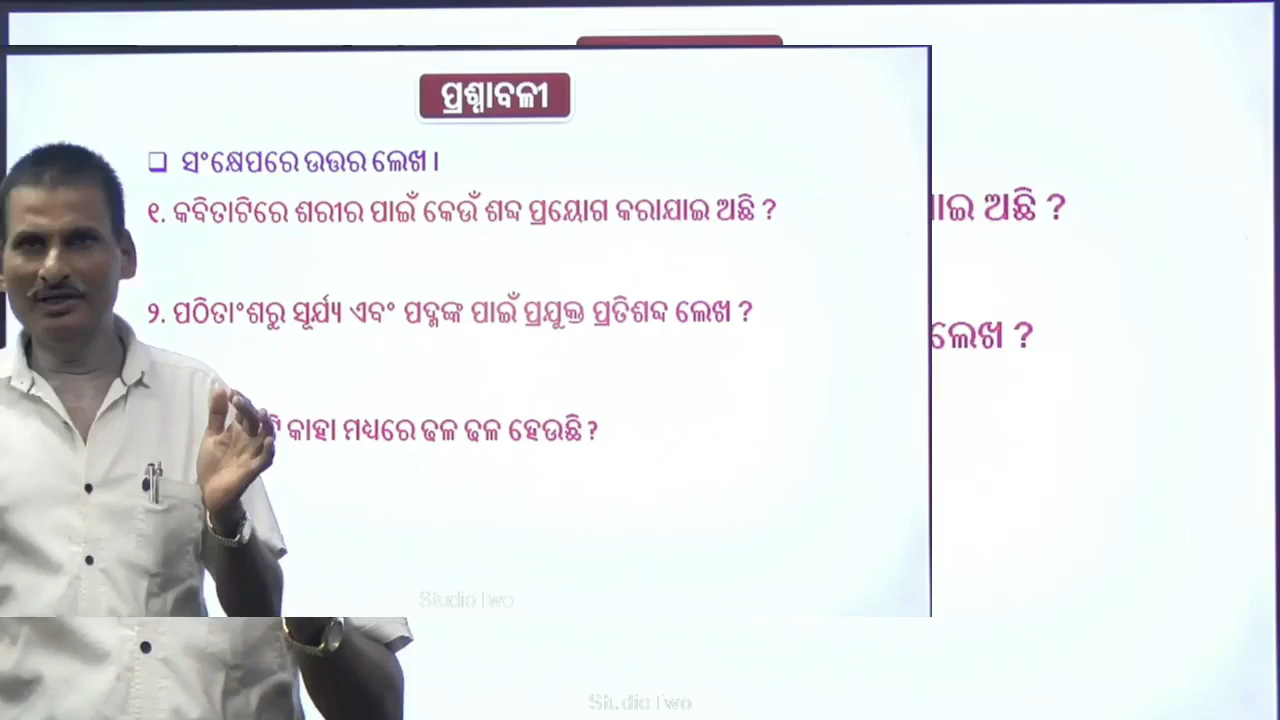 ପ୍ରଶ୍ନାବଳୀ
❑ ସଂକ୍ଷେପରେ ଉତ୍ତର ଲେଖ ।
୧. କବିତାଟିରେ ଶରୀର ପାଇଁ କେଉଁ ଶବ୍ଦ ପ୍ରୟୋଗ କରାଯାଇ ଅଛି ?
ଅଛି ?
୨. ପଠିତାଂଶରୁ ସୂର୍ଯ୍ୟ ଏବଂ ପଦ୍ମଙ୍କ ପାଇଁ ପ୍ରଯୁକ୍ତ ପ୍ରତିଶବ୍ଦ ଲେଖ ?
ଲେଖ ?
କାହା ମଧ୍ୟରେ ଢଳ ଢଳ ହେଉଛି ?
Studio Two
Studio Two